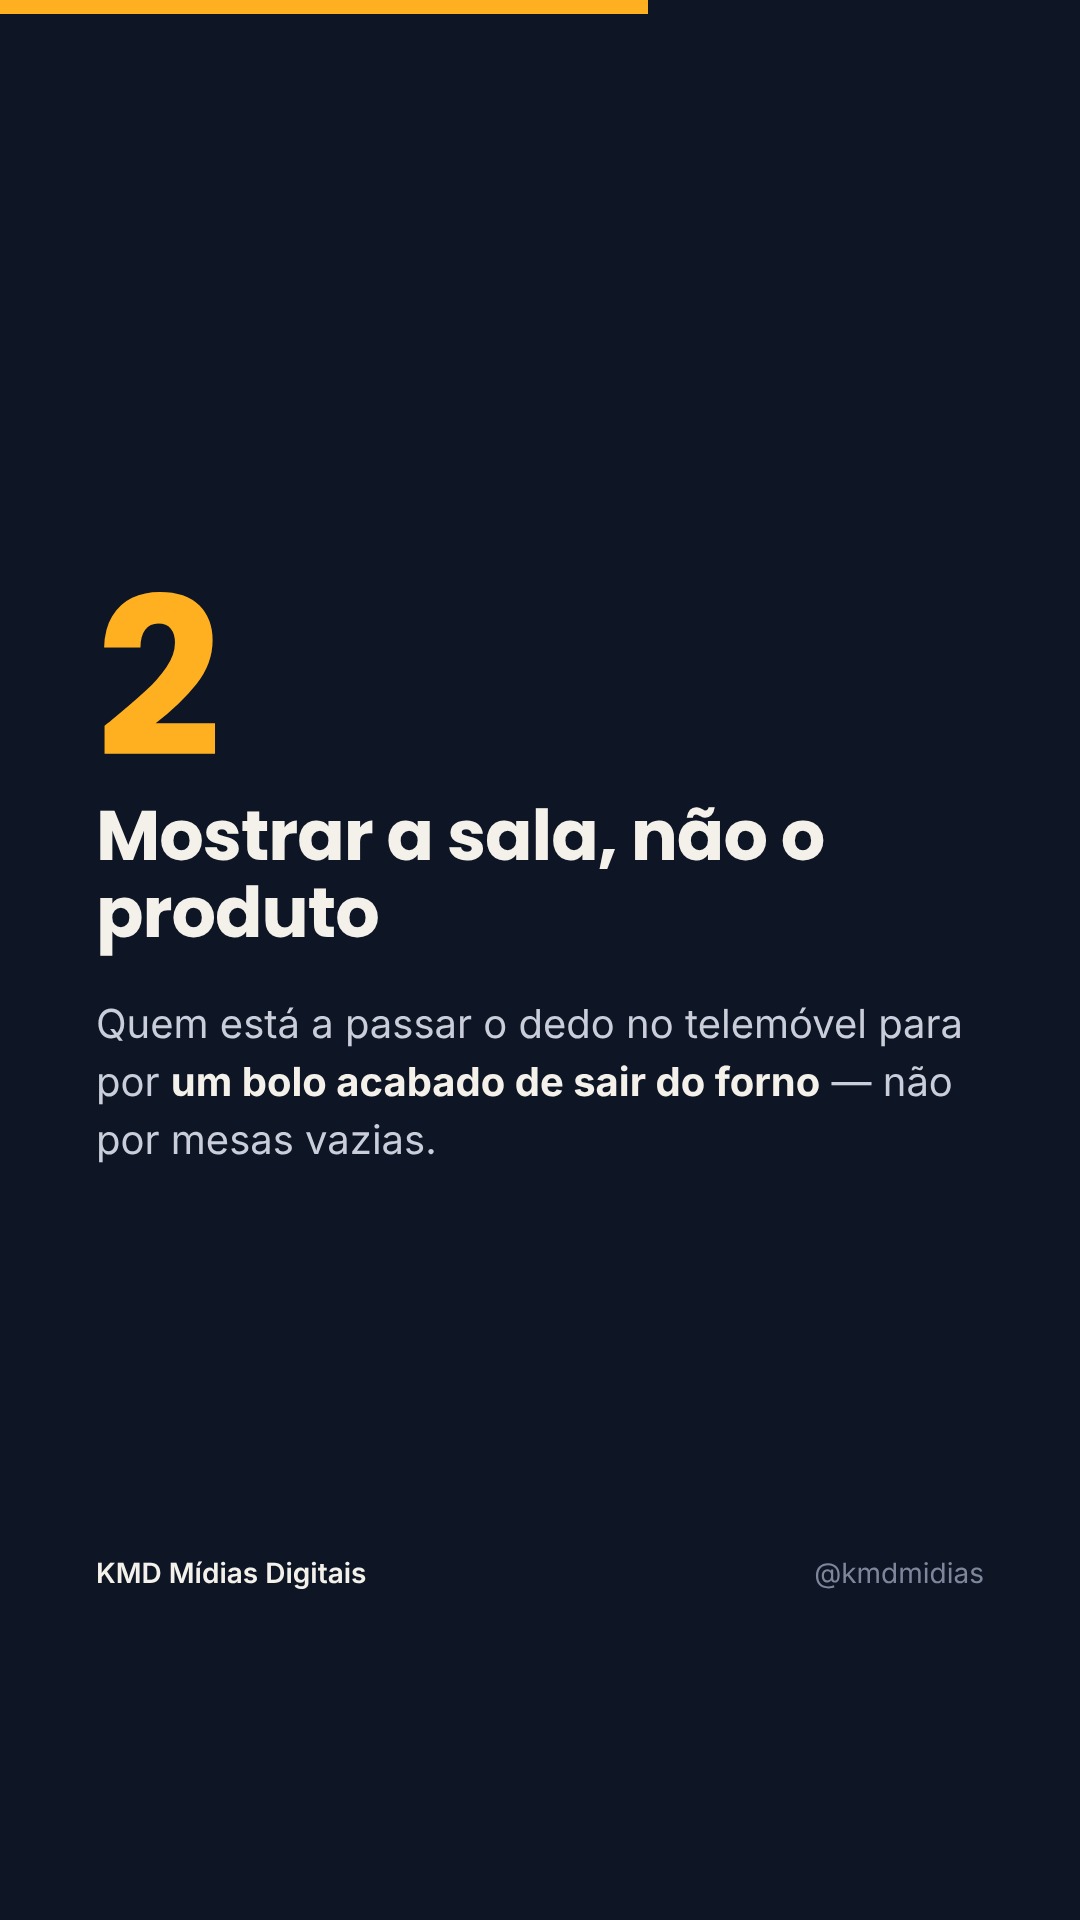 2
Mostrar a sala, não o
produto
Quem está a passar o dedo no telemóvel para
por um bolo acabado de sair do forno — não
por mesas vazias.
KMD Mídias Digitais
@kmdmidias